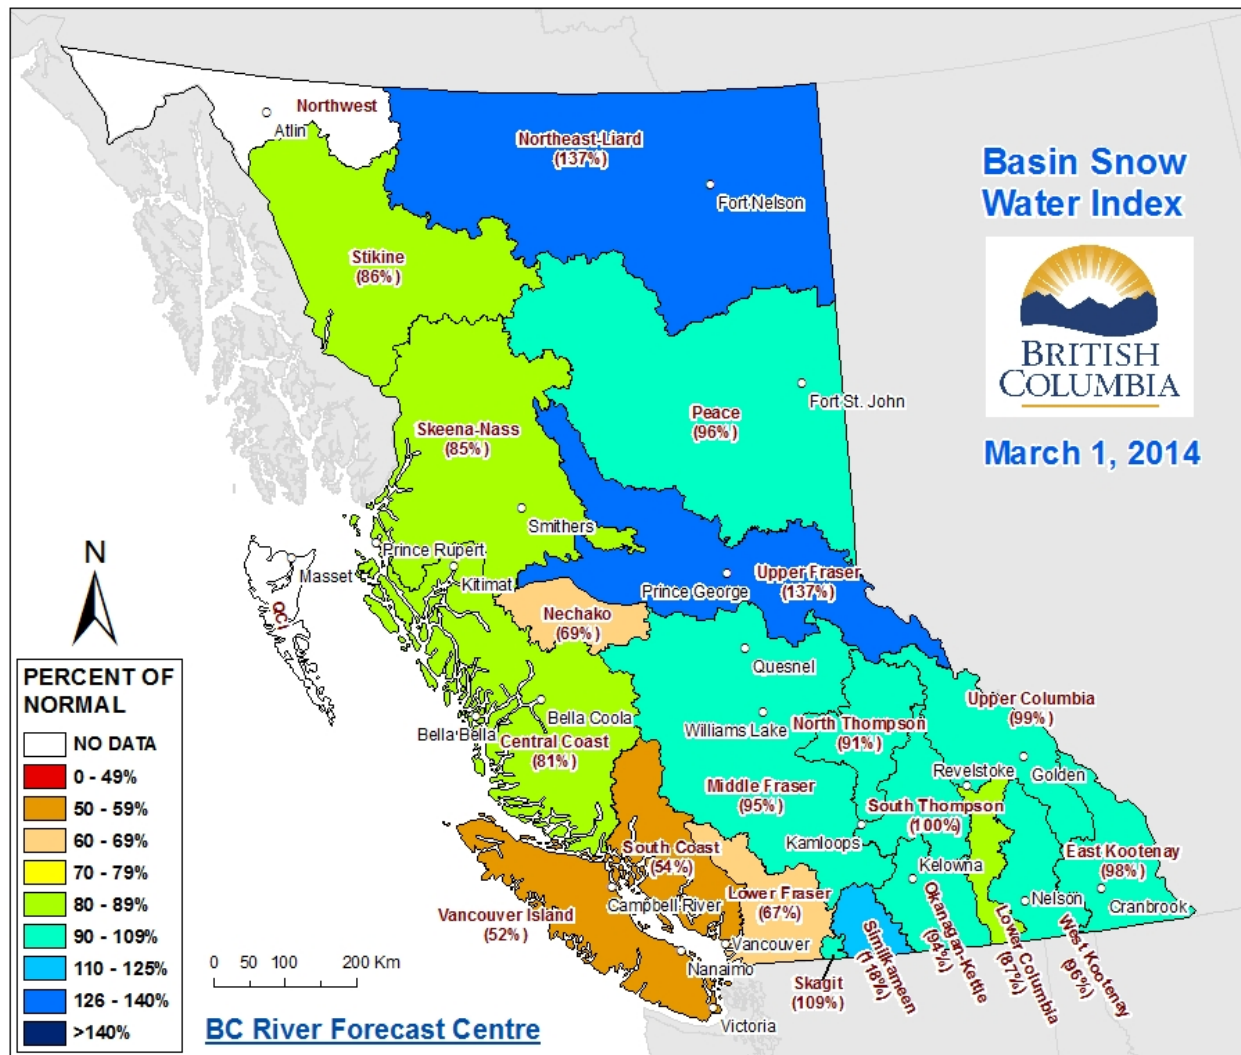 Northwest
Atlin
Northeast-Liard
(137%)
Fort Nelson
Basin Snow
Water Index
BRITISH
COLUMBIA
March 1, 2014
Stikine
(86%)
Fort St. John
Peace
(96%)
Skeena-Nass
(85%)
Smithers
N
Prince Rupert
Masset
Kitimat
QCI
Upper Fraser
(137%)
Prince George
Nechako
(69%)
Quesnel
Upper Columbia
(99%)
Bella Coola
Bella Bella
Central Coast
(81%)
Williams Lake
North Thompson
(91%)
Golden
Revelstoke
Middle Fraser
(95%)
South Thompson
(100%)
Kamloops
South Coast
(54%)
East Kootenay
(98%)
Kelowna
Lower Fraser
(67%)
Campbell River
Vancouver Island
(52%)
Nelson
Cranbrook
Vancouver
Nanaimo
Skagit
(109%)
Similkameen
(118%)
Okanagan-Kettle
(94%)
Lower Columbia
(87%)
West Kootenay
(96%)
Victoria
PERCENT OF
NORMAL
NO DATA
0 - 49%
50 - 59%
60 - 69%
70 - 79%
80 - 89%
90 - 109%
110 - 125%
126 - 140%
>140%
0 50 100 200 Km
BC River Forecast Centre